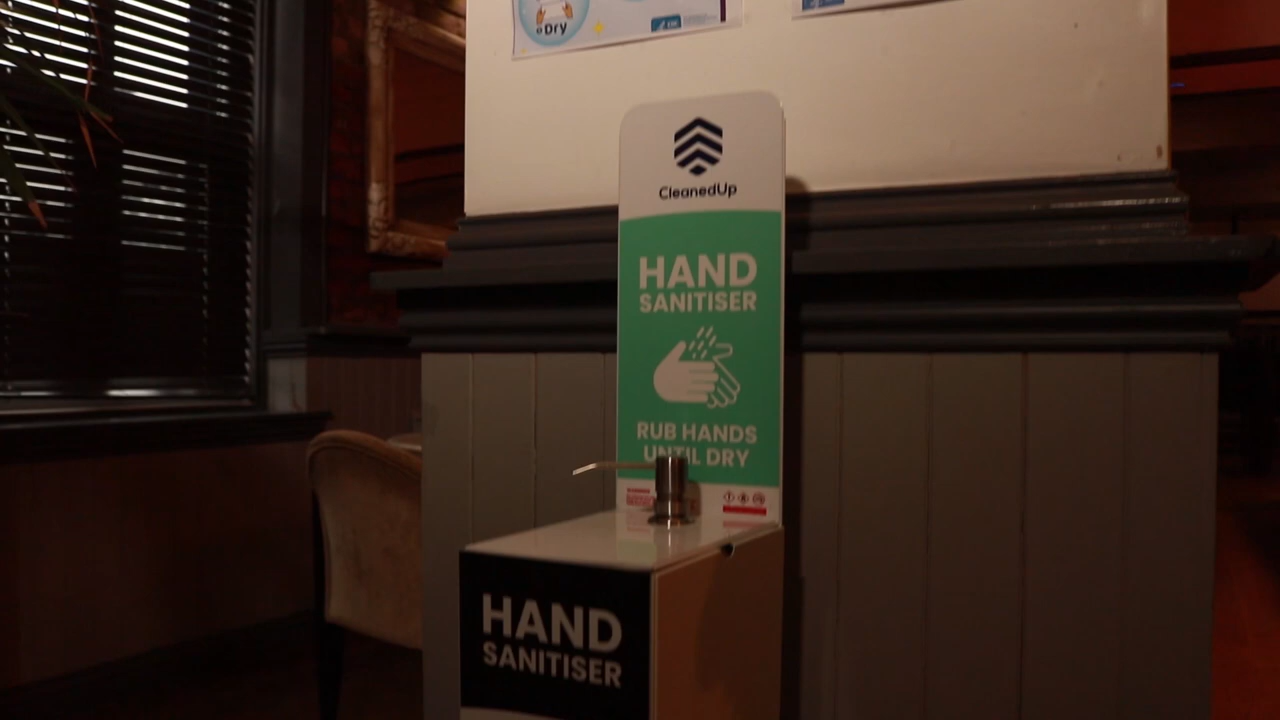 Dry
CleanedUp
HAND
SANITISER
RUB HANDS
UNTIL DRY
HAND
SANITISER